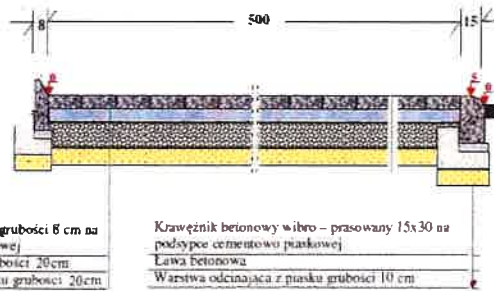 8 500 15
grubości 8 cm na
wej
bości 20cm
u grubości 20cm
Krawężnik betonowy wibro – prasowany 15x30 na
podsypce cementowo piaskowej
Ława betonowa
Warstwa odcinająca z piasku grubości 10 cm